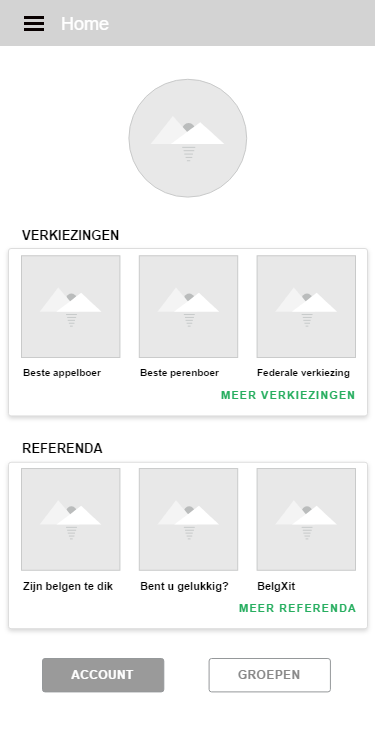 Home
VERKIEZINGEN
Beste appelboer
Beste perenboer
Federale verkiezing
MEER VERKIEZINGEN
REFERENDA
Zijn belgen te dik
Bent u gelukkig?
BelgXit
MEER REFERENDA
ACCOUNT
GROEPEN